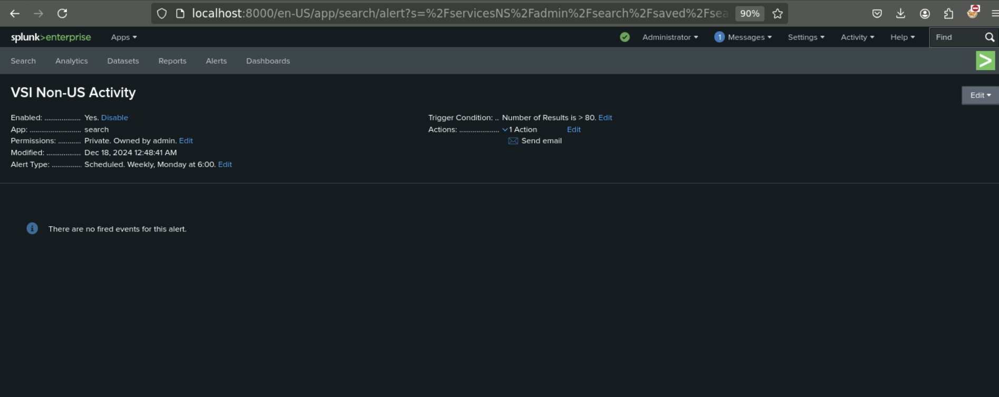 localhost:8000/en-US/app/search/alert?s=%2FservicesNS%2Fadmin%2Fsearch%2Fsaved%2Fsea 90%
splunk>enterprise Apps Administrator 1 Messages Settings Activity Help Find
Search Analytics Datasets Reports Alerts Dashboards >
VSI Non-US Activity
Edit
Enabled: ................... Yes. Disable
App: ........................... search
Permissions: ............ Private. Owned by admin. Edit
Modified: .................. Dec 18, 2024 12:48:41 AM
Alert Type: ................ Scheduled. Weekly, Monday at 6:00. Edit
Trigger Condition: .. Number of Results is > 80. Edit
Actions: ..................... 1 Action Edit
Send email
There are no fired events for this alert.